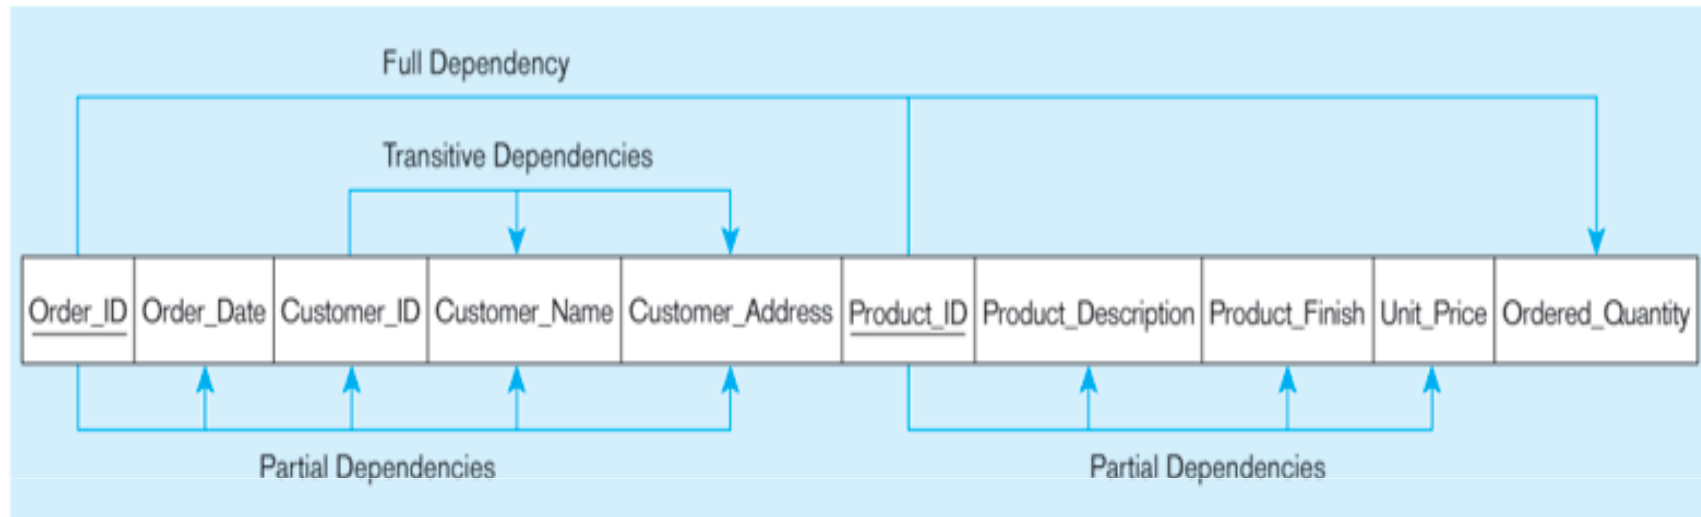 Full Dependency
Transitive Dependencies
Order_ID Order_Date Customer_ID Customer_Name Customer_Address Product_ID Product_Description Product_Finish Unit_Price Ordered_Quantity
Partial Dependencies Partial Dependencies